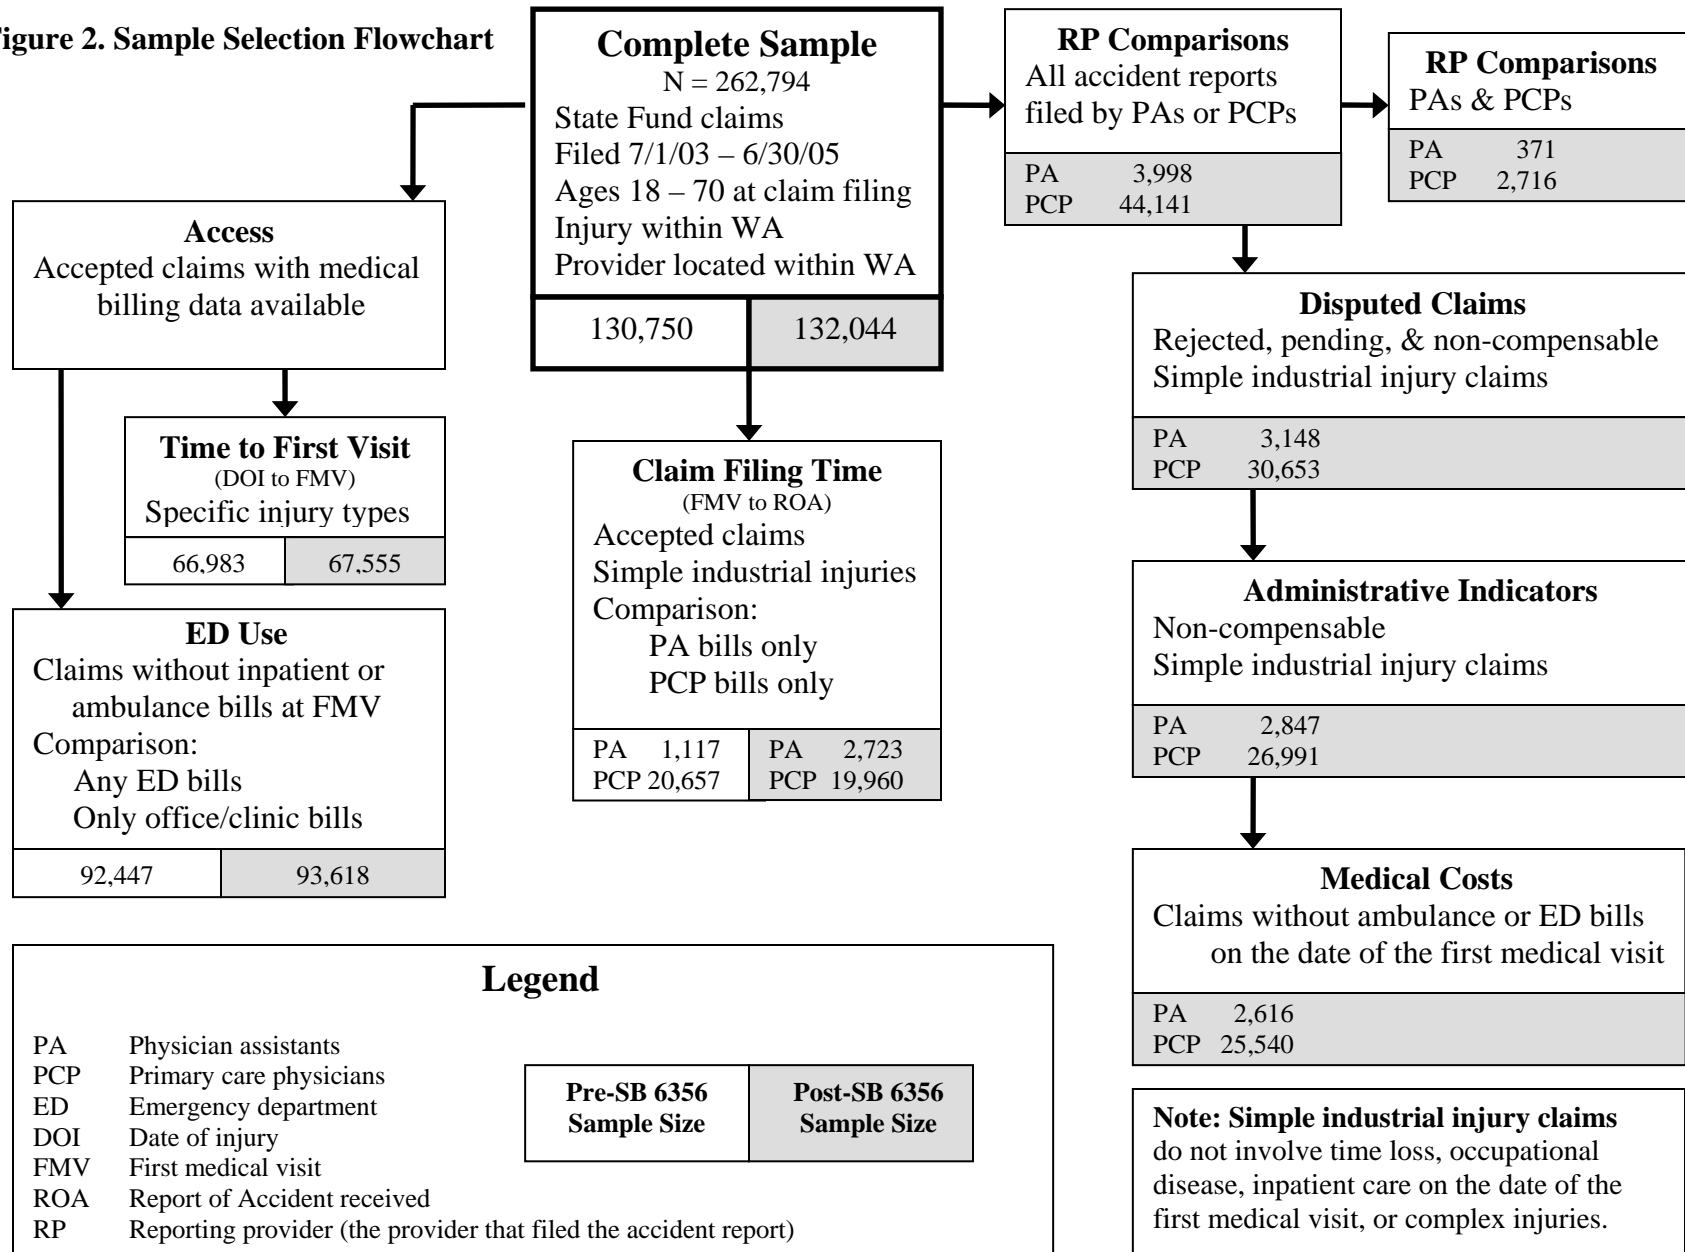 igure 2. Sample Selection Flowchart
Complete Sample
N = 262,794
State Fund claims
Filed 7/1/03 – 6/30/05
Ages 18 – 70 at claim filing
Injury within WA
Provider located within WA
130,750 132,044
RP Comparisons
All accident reports
filed by PAs or PCPs
PA 3,998
PCP 44,141
RP Comparisons
PAs & PCPs
PA 371
PCP 2,716
Access
Accepted claims with medical
billing data available
Time to First Visit
(DOI to FMV)
Specific injury types
66,983 67,555
ED Use
Claims without inpatient or
ambulance bills at FMV
Comparison:
Any ED bills
Only office/clinic bills
92,447 93,618
Claim Filing Time
(FMV to ROA)
Accepted claims
Simple industrial injuries
Comparison:
PA bills only
PCP bills only
PA 1,117 PA 2,723
PCP 20,657 PCP 19,960
Disputed Claims
Rejected, pending, & non-compensable
Simple industrial injury claims
PA 3,148
PCP 30,653
Administrative Indicators
Non-compensable
Simple industrial injury claims
PA 2,847
PCP 26,991
Medical Costs
Claims without ambulance or ED bills
on the date of the first medical visit
PA 2,616
PCP 25,540
Legend
PA Physician assistants
PCP Primary care physicians
ED Emergency department
DOI Date of injury
FMV First medical visit
ROA Report of Accident received
RP Reporting provider (the provider that filed the accident report)
Pre-SB 6356 Post-SB 6356
Sample Size Sample Size
Note: Simple industrial injury claims
do not involve time loss, occupational
disease, inpatient care on the date of the
first medical visit, or complex injuries.